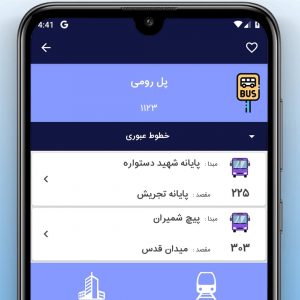 4:41 G
پل رومی
BUS
۱۱۲۳
خطوط عبوری
مبدا : پایانه شهید دستواره
۲۲۵ مقصد : پایانه تجریش
مبدا : پیچ شمیران
۳۰۳ مقصد : میدان قدس